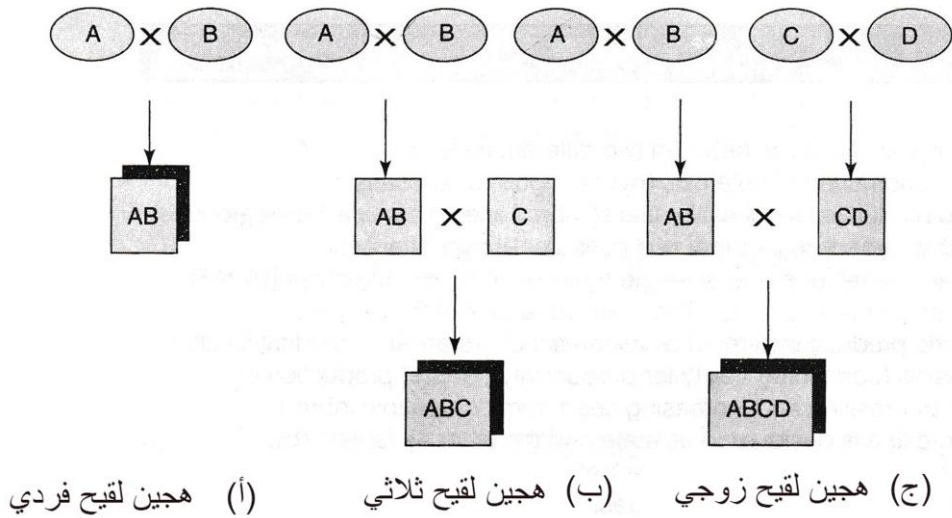 A × B A × B A × B C × D
AB AB × C AB × CD
ABC ABCD
(أ) هجين لقيح فردي (ب) هجين لقيح ثلاثي (ج) هجين لقيح زوجي